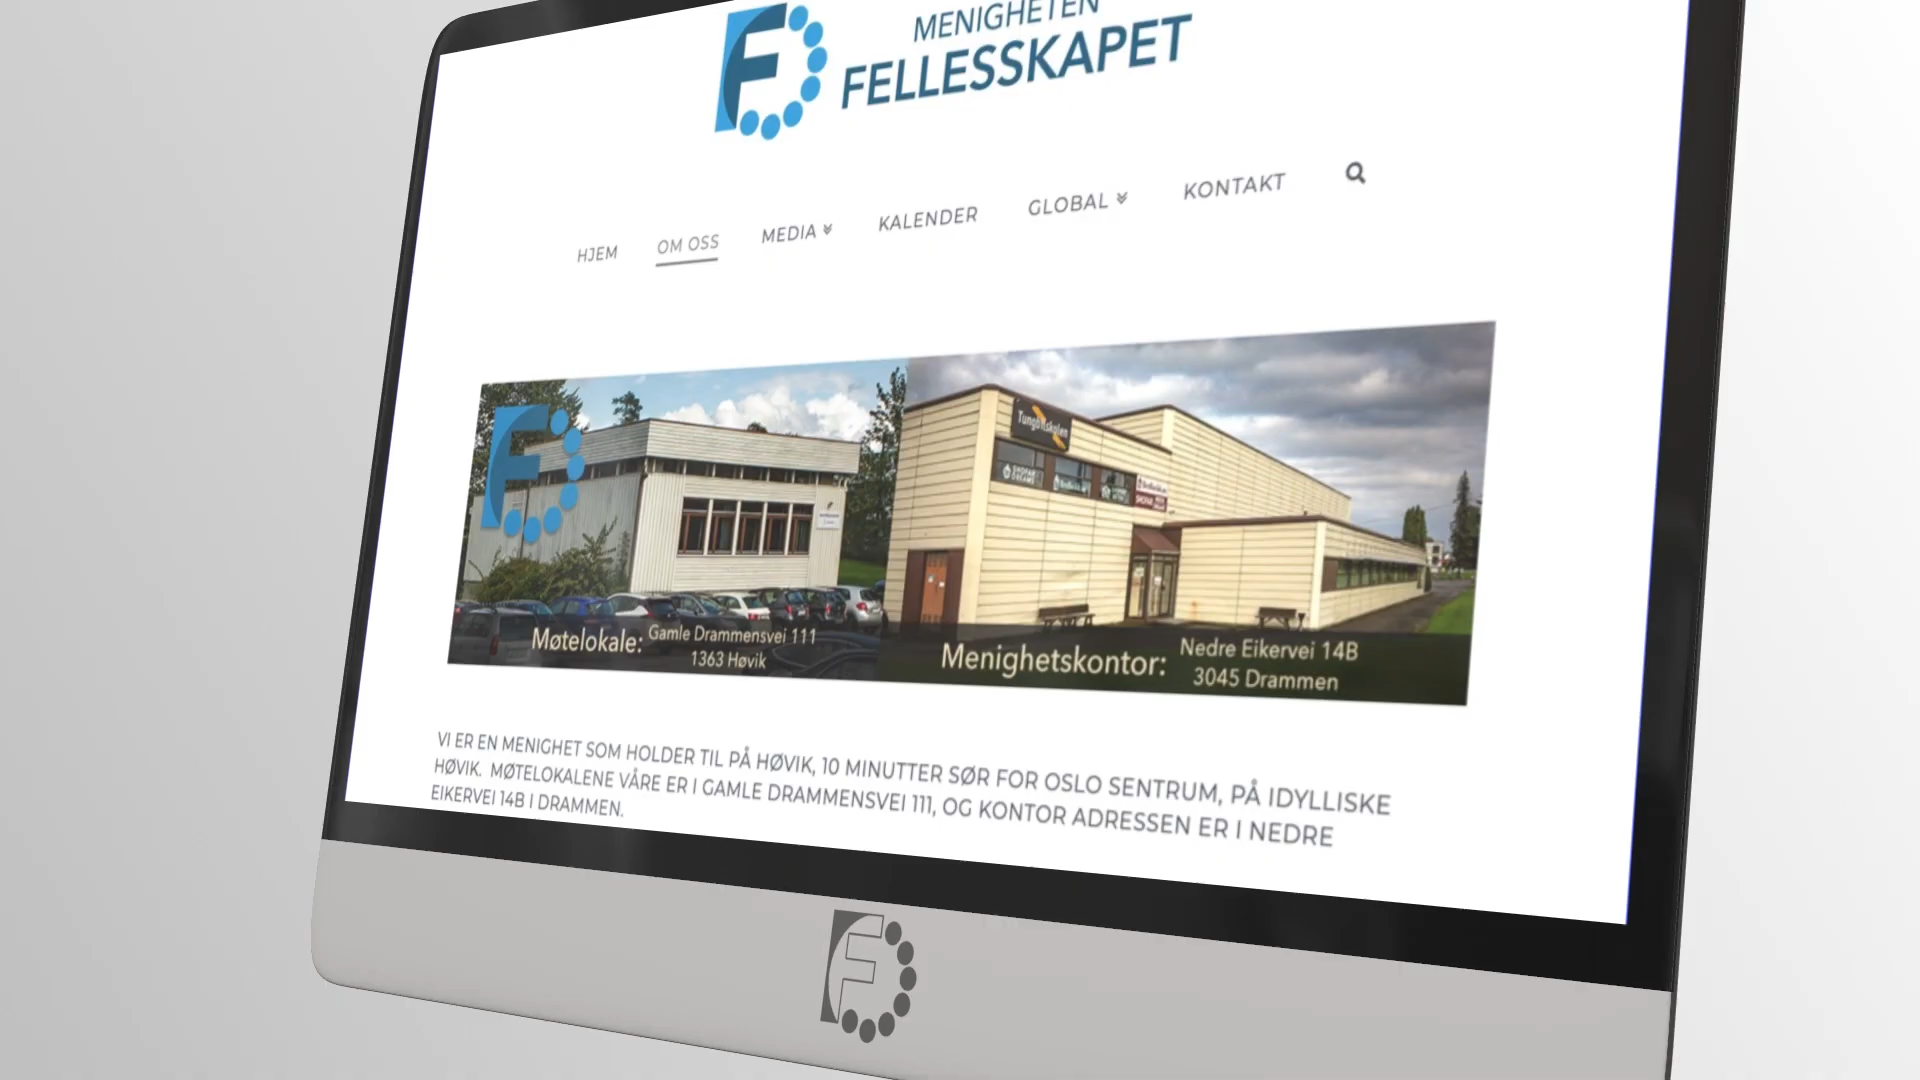 MENIGHETEN
FELLESSKAPET
HJEM OM OSS MEDIA KALENDER GLOBAL KONTAKT
F
Tungbilskolen
SHOFAR
Møtelokale: Gamle Drammensvei 111
1363 Høvik
Menighetskontor: Nedre Eikervei 14B
3045 Drammen
VI ER EN MENIGHET SOM HOLDER TIL PÅ HØVIK, 10 MINUTTER SØR FOR OSLO SENTRUM, PÅ IDYLLISKE
HØVIK. MØTELOKALENE VÅRE ER I GAMLE DRAMMENSVEI 111, OG KONTOR ADRESSEN ER I NEDRE
EIKERVEI 14B I DRAMMEN.
F